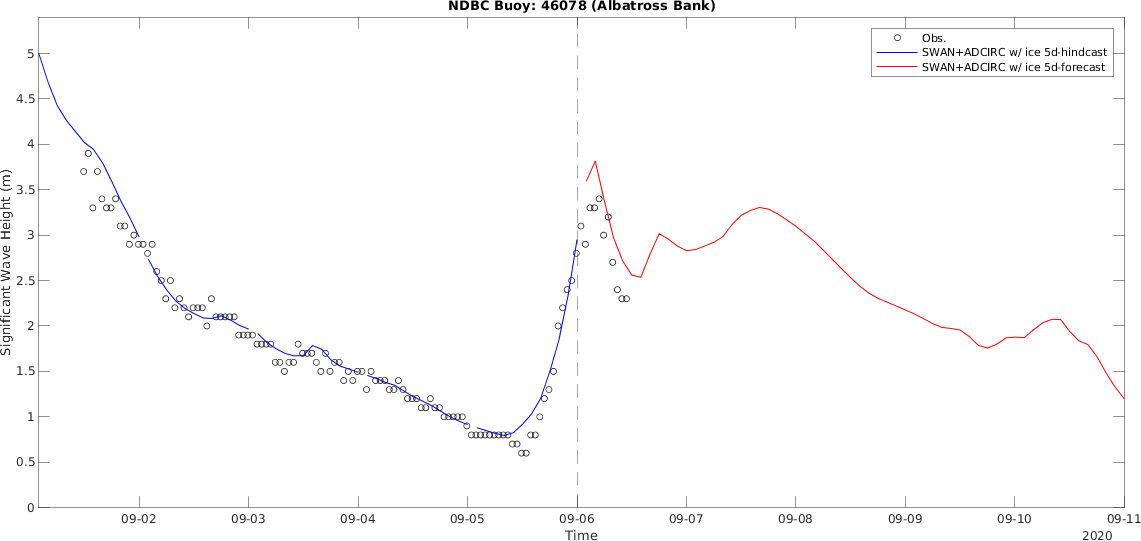 NDBC Buoy: 46078 (Albatross Bank)
Obs.
SWAN+ADCIRC w/ ice 5d-hindcast
SWAN+ADCIRC w/ ice 5d-forecast
Significant Wave Height (m)
5
4.5
4
3.5
3
2.5
2
1.5
1
0.5
0
09-02 09-03 09-04 09-05 09-06 09-07 09-08 09-09 09-10 09-11
Time
2020